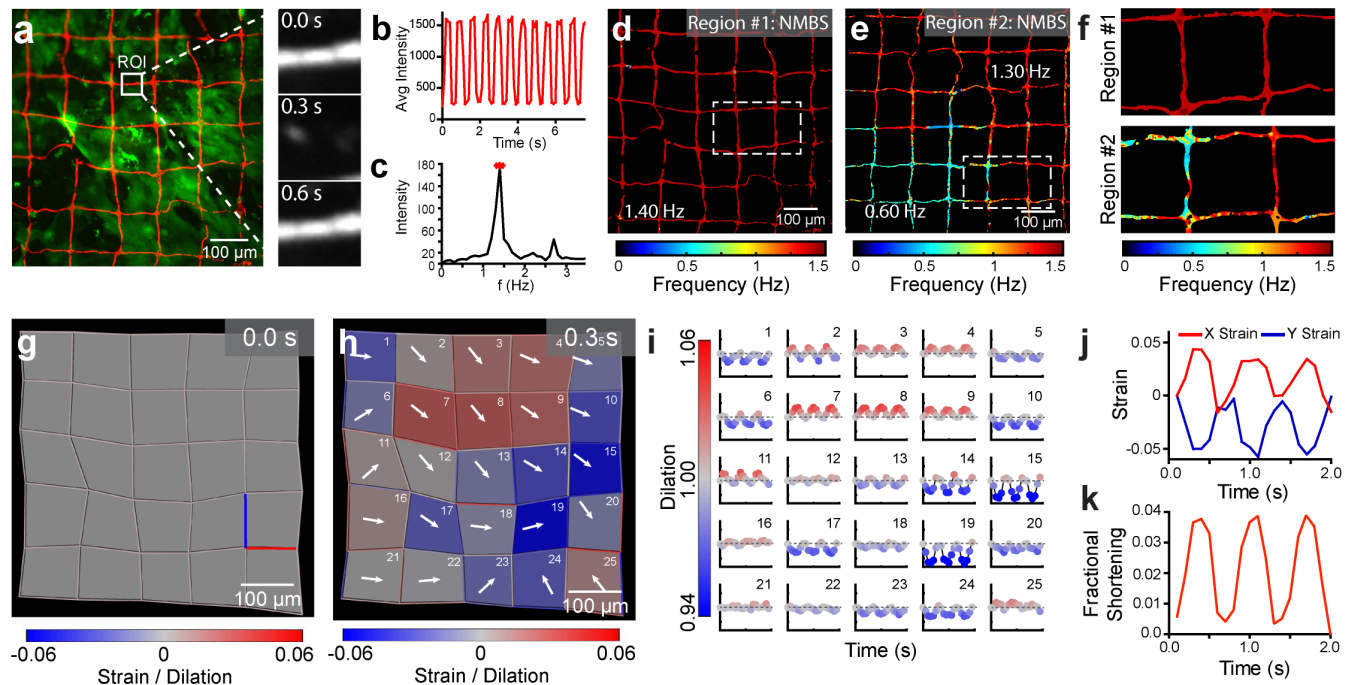 a
ROI
100 µm
0.0 s
0.3 s
0.6 s
b
Avg Intensity
1500
1000
500
0
0 2 4 6
Time (s)
c
Intensity
180
160
140
120
100
80
60
40
20
0
0 1 2 3
f (Hz)
d
Region #1: NMBS
1.40 Hz
100 µm
0 0.5 1 1.5
Frequency (Hz)
e
Region #2: NMBS
1.30 Hz
0.60 Hz
100 µm
0 0.5 1 1.5
Frequency (Hz)
f
Region #1
Region #2
0 0.5 1 1.5
Frequency (Hz)
g
0.0 s
100 µm
-0.06 0 0.06
Strain / Dilation
h
0.3 s
1 2 3 4 5
6 7 8 9 10
11 12 13 14 15
16 17 18 19 20
21 22 23 24 25
100 µm
-0.06 0 0.06
Strain / Dilation
i
1.06
1.00
0.94
Dilation
1 2 3 4 5
6 7 8 9 10
11 12 13 14 15
16 17 18 19 20
21 22 23 24 25
Time (s)
j
X Strain Y Strain
Strain
0.05
0
-0.05
0 1.0 2.0
Time (s)
k
Fractional
Shortening
0.04
0.03
0.02
0.01
0.0
0 1.0 2.0
Time (s)